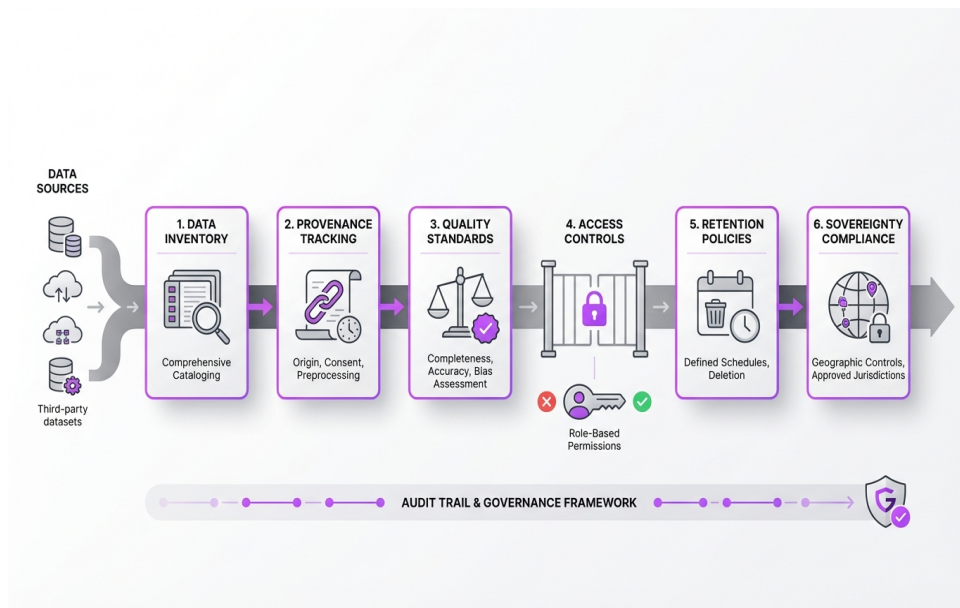 DATA
SOURCES
Third-party
datasets
1. DATA
INVENTORY
Comprehensive
Cataloging
2. PROVENANCE
TRACKING
Origin, Consent,
Preprocessing
3. QUALITY
STANDARDS
Completeness,
Accuracy, Bias
Assessment
4. ACCESS
CONTROLS
Role-Based
Permissions
5. RETENTION
POLICIES
Defined Schedules,
Deletion
6. SOVEREIGNTY
COMPLIANCE
Geographic Controls,
Approved Jurisdictions
AUDIT TRAIL & GOVERNANCE FRAMEWORK
G